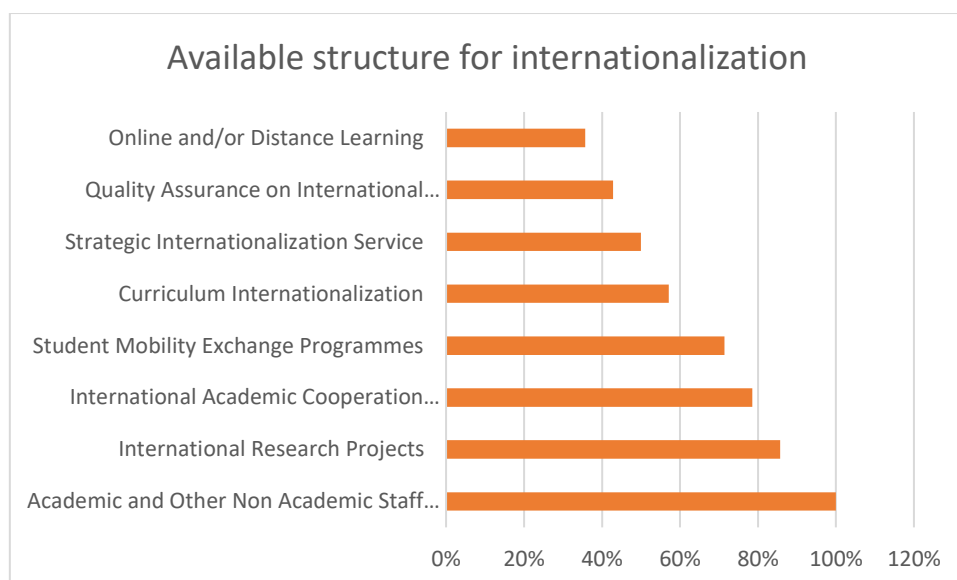 Available structure for internationalization
Online and/or Distance Learning
Quality Assurance on International...
Strategic Internationalization Service
Curriculum Internationalization
Student Mobility Exchange Programmes
International Academic Cooperation...
International Research Projects
Academic and Other Non Academic Staff...
0% 20% 40% 60% 80% 100% 120%